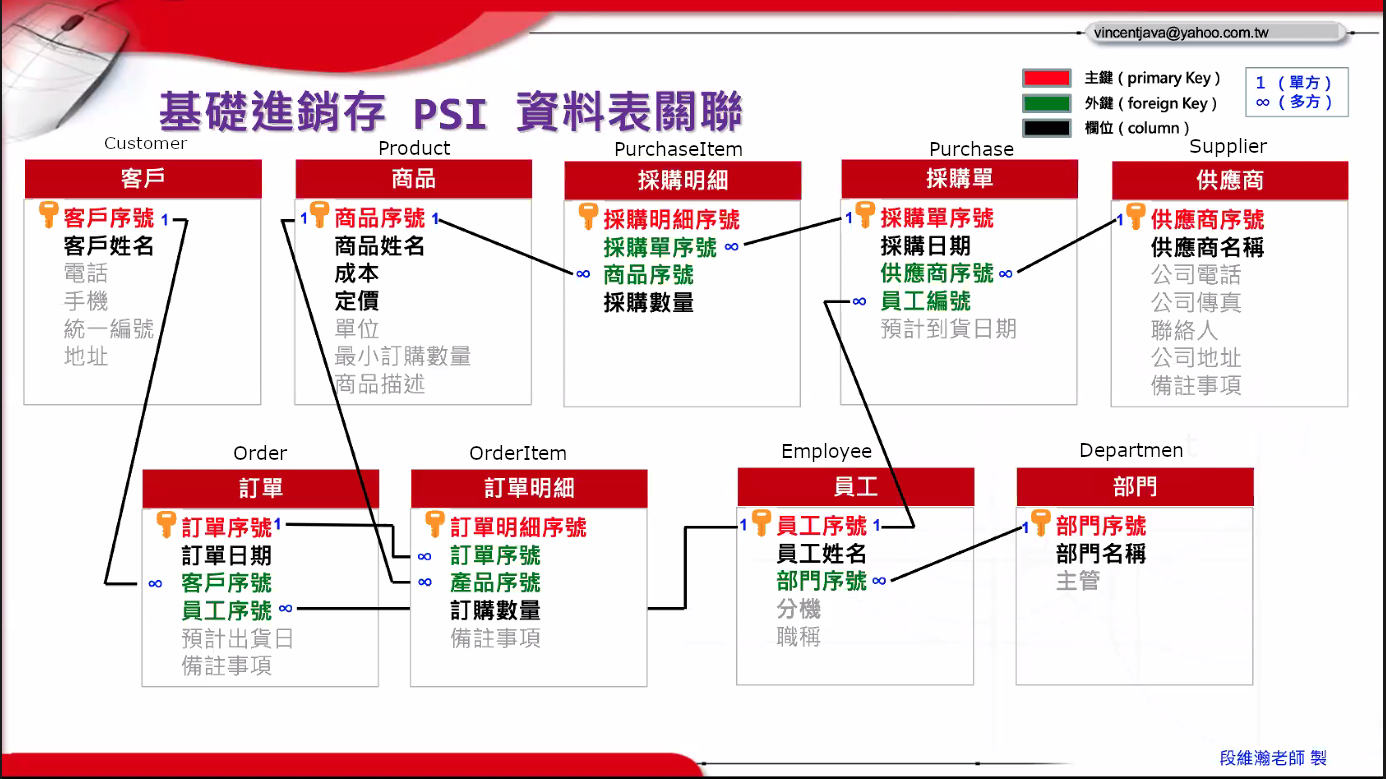 vincentjava@yahoo.com.tw
主鍵 ( primary Key )
外鍵 ( foreign Key )
欄位 ( column )
1 ( 單方 )
∞ ( 多方 )
基礎進銷存 PSI 資料表關聯
Customer
客戶
客戶序號 1
客戶姓名
電話
手機
統一編號
地址
Product
商品
1 商品序號 1
商品姓名
成本
定價
單位
最小訂購數量
商品描述
PurchaseItem
採購明細
採購明細序號
採購單序號 ∞
∞ 商品序號
採購數量
Purchase
採購單
1 採購單序號
採購日期
供應商序號 ∞
∞ 員工編號
預計到貨日期
Supplier
供應商
1 供應商序號
供應商名稱
公司電話
公司傳真
聯絡人
公司地址
備註事項
Order
訂單
訂單序號 1
訂單日期
∞ 客戶序號
員工序號 ∞
預計出貨日
備註事項
OrderItem
訂單明細
訂單明細序號
∞ 訂單序號
∞ 產品序號
訂購數量
備註事項
Employee
員工
1 員工序號 1
員工姓名
部門序號 ∞
分機
職稱
Departmen
部門
1 部門序號
部門名稱
主管
段維瀚老師 製